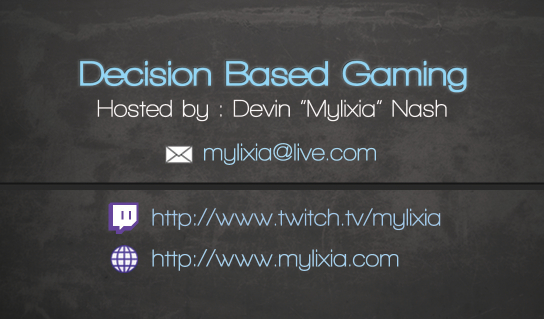 Decision Based Gaming
Hosted by : Devin "Mylixia" Nash
mylixia@live.com
http://www.twitch.tv/mylixia
http://www.mylixia.com